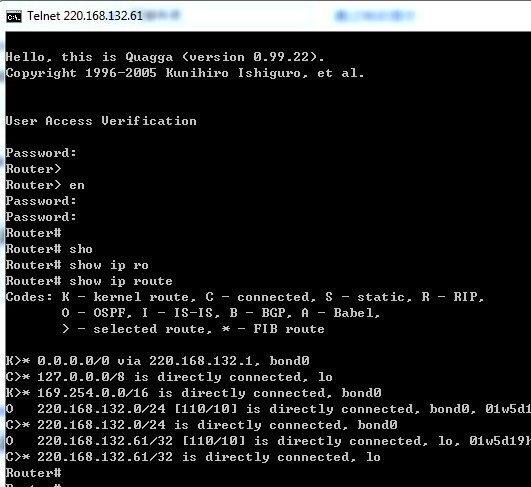 Telnet 220.168.132.61
Hello, this is Quagga (version 0.99.22).
Copyright 1996-2005 Kunihiro Ishiguro, et al.
User Access Verification
Password:
Router>
Router> en
Password:
Password:
Router#
Router# sho
Router# show ip ro
Router# show ip route
Codes: K - kernel route, C - connected, S - static, R - RIP,
O - OSPF, I - IS-IS, B - BGP, A - Babel,
> - selected route, * - FIB route
K>* 0.0.0.0/0 via 220.168.132.1, bond0
C>* 127.0.0.0/8 is directly connected, lo
K>* 169.254.0.0/16 is directly connected, bond0
O   220.168.132.0/24 [110/10] is directly connected, bond0, 01w5d1
C>* 220.168.132.0/24 is directly connected, bond0
O   220.168.132.61/32 [110/10] is directly connected, lo, 01w5d19h
C>* 220.168.132.61/32 is directly connected, lo
Router#
Router#